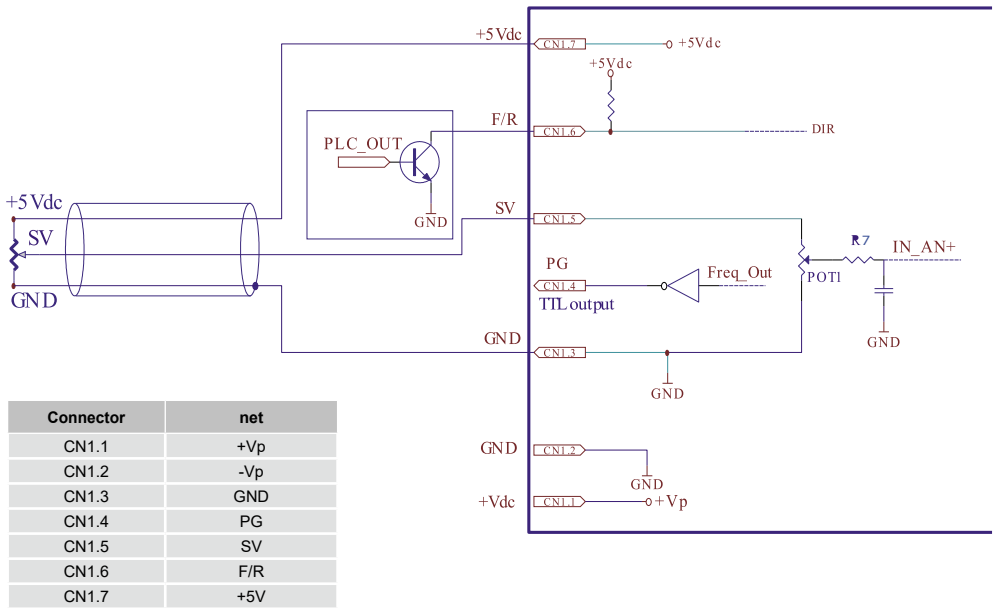 +5Vdc
CN1.7
+5Vdc
+5Vdc
F/R
CN1.6
DIR
PLC_OUT
GND
+5Vdc
SV
GND
SV
CN1.5
R7
IN_AN+
POTI
GND
PG
CN1.4
TTL output
Freq_Out
GND
CN1.3
GND
GND
CN1.2
GND
+Vdc
CN1.1
+Vp
Connector net
CN1.1 +Vp
CN1.2 -Vp
CN1.3 GND
CN1.4 PG
CN1.5 SV
CN1.6 F/R
CN1.7 +5V